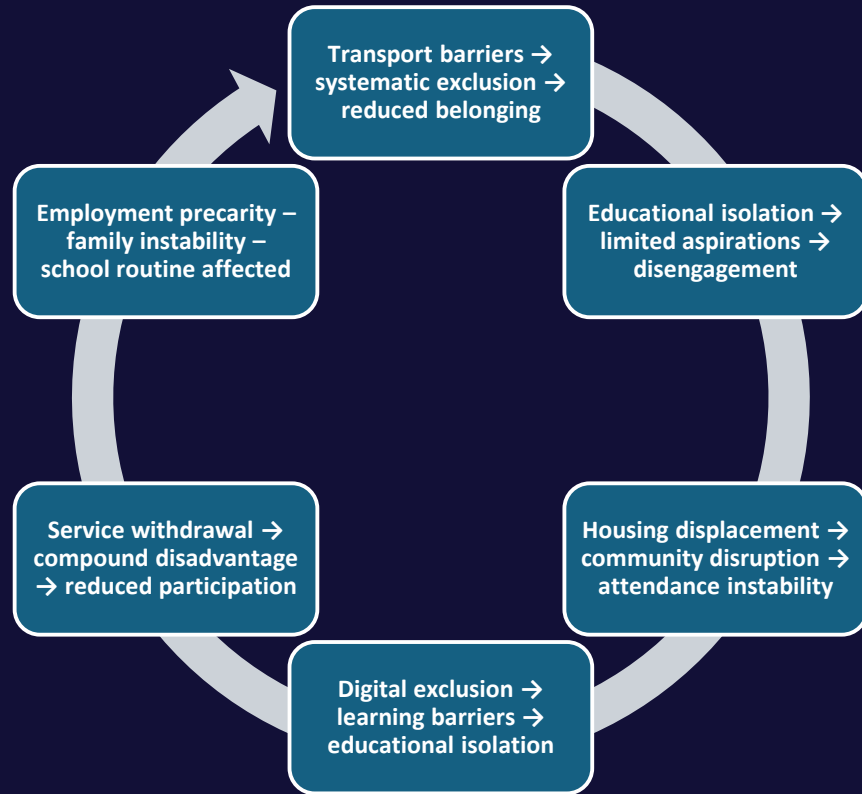 Transport barriers →
systematic exclusion →
reduced belonging
Educational isolation →
limited aspirations →
disengagement
Housing displacement →
community disruption →
attendance instability
Digital exclusion →
learning barriers →
educational isolation
Service withdrawal →
compound disadvantage
→ reduced participation
Employment precarity –
family instability –
school routine affected